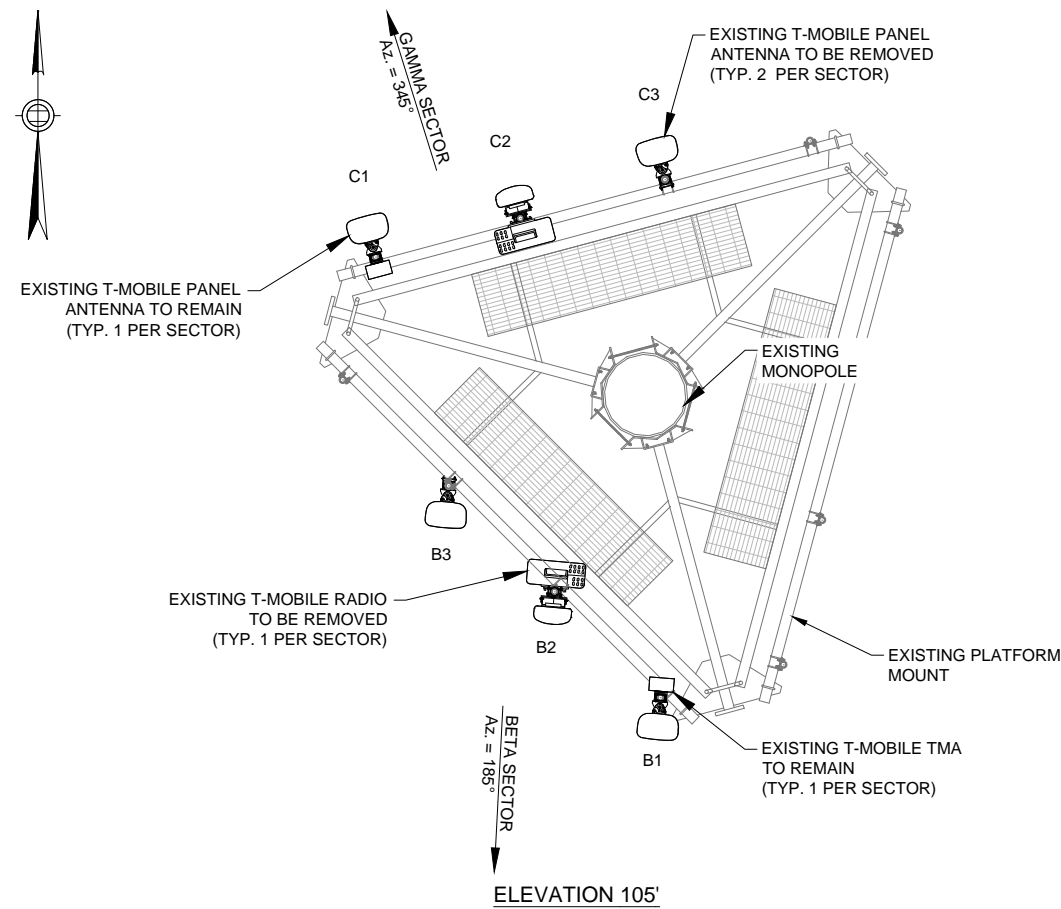 GAMMA SECTOR
Az. = 345°
EXISTING T-MOBILE PANEL
ANTENNA TO BE REMOVED
(TYP. 2 PER SECTOR)
C3
C2
C1
EXISTING T-MOBILE PANEL
ANTENNA TO REMAIN
(TYP. 1 PER SECTOR)
EXISTING
MONOPOLE
B3
EXISTING T-MOBILE RADIO
TO BE REMOVED
(TYP. 1 PER SECTOR)
B2
EXISTING PLATFORM
MOUNT
B1
EXISTING T-MOBILE TMA
TO REMAIN
(TYP. 1 PER SECTOR)
BETA SECTOR
Az. = 185°
ELEVATION 105'